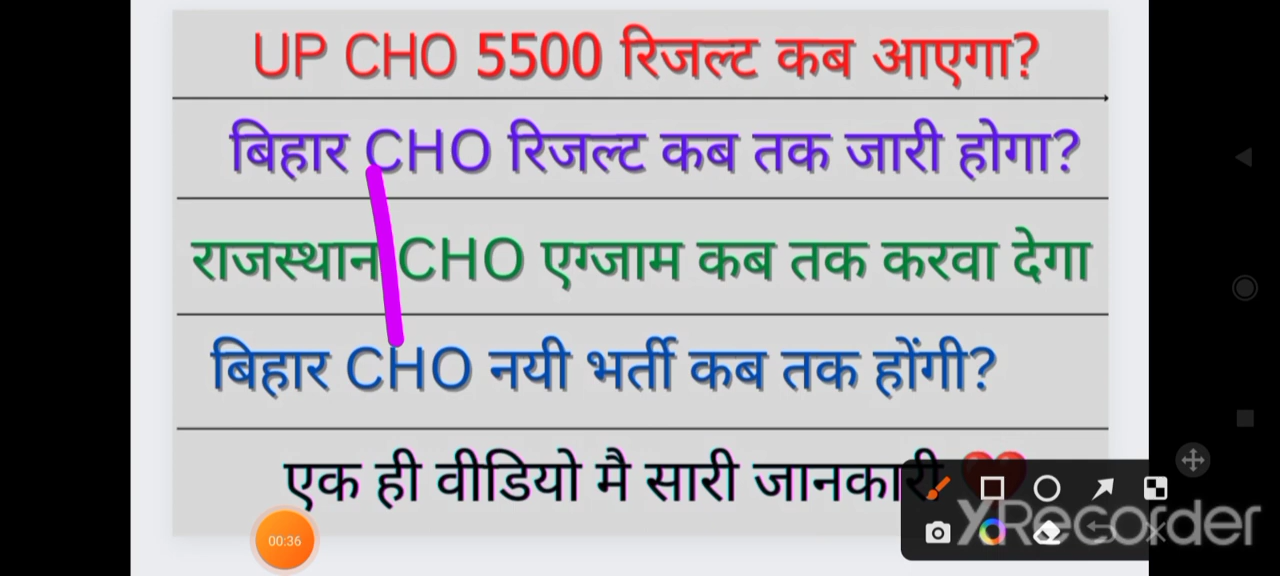 UP CHO 5500 रिजल्ट कब आएगा?
बिहार CHO रिजल्ट कब तक जारी होगा?
राजस्थान CHO एग्जाम कब तक करवा देगा
बिहार CHO नयी भर्ती कब तक होंगी?
एक ही वीडियो मै सारी जानकारी ❤️
00:36
XRecorder